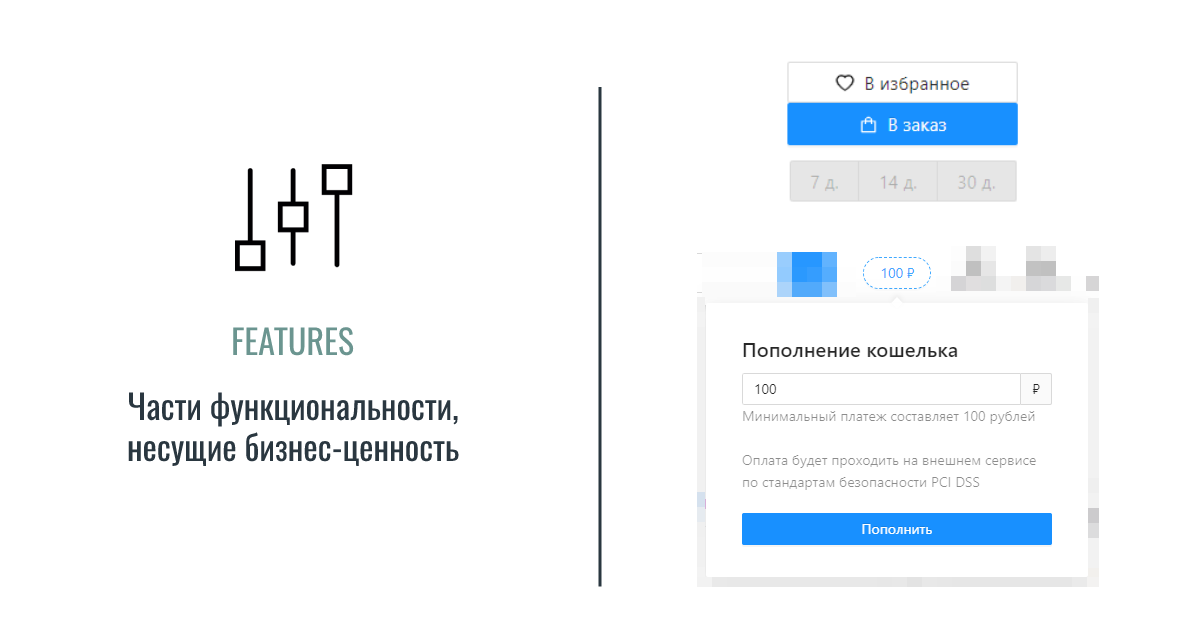 FEATURES
Части функциональности,
несущие бизнес-ценность
В избранное
В заказ
7 д. 14 д. 30 д.
100 ₽
Пополнение кошелька
100 ₽
Минимальный платеж составляет 100 рублей
Оплата будет проходить на внешнем сервисе
по стандартам безопасности PCI DSS
Пополнить